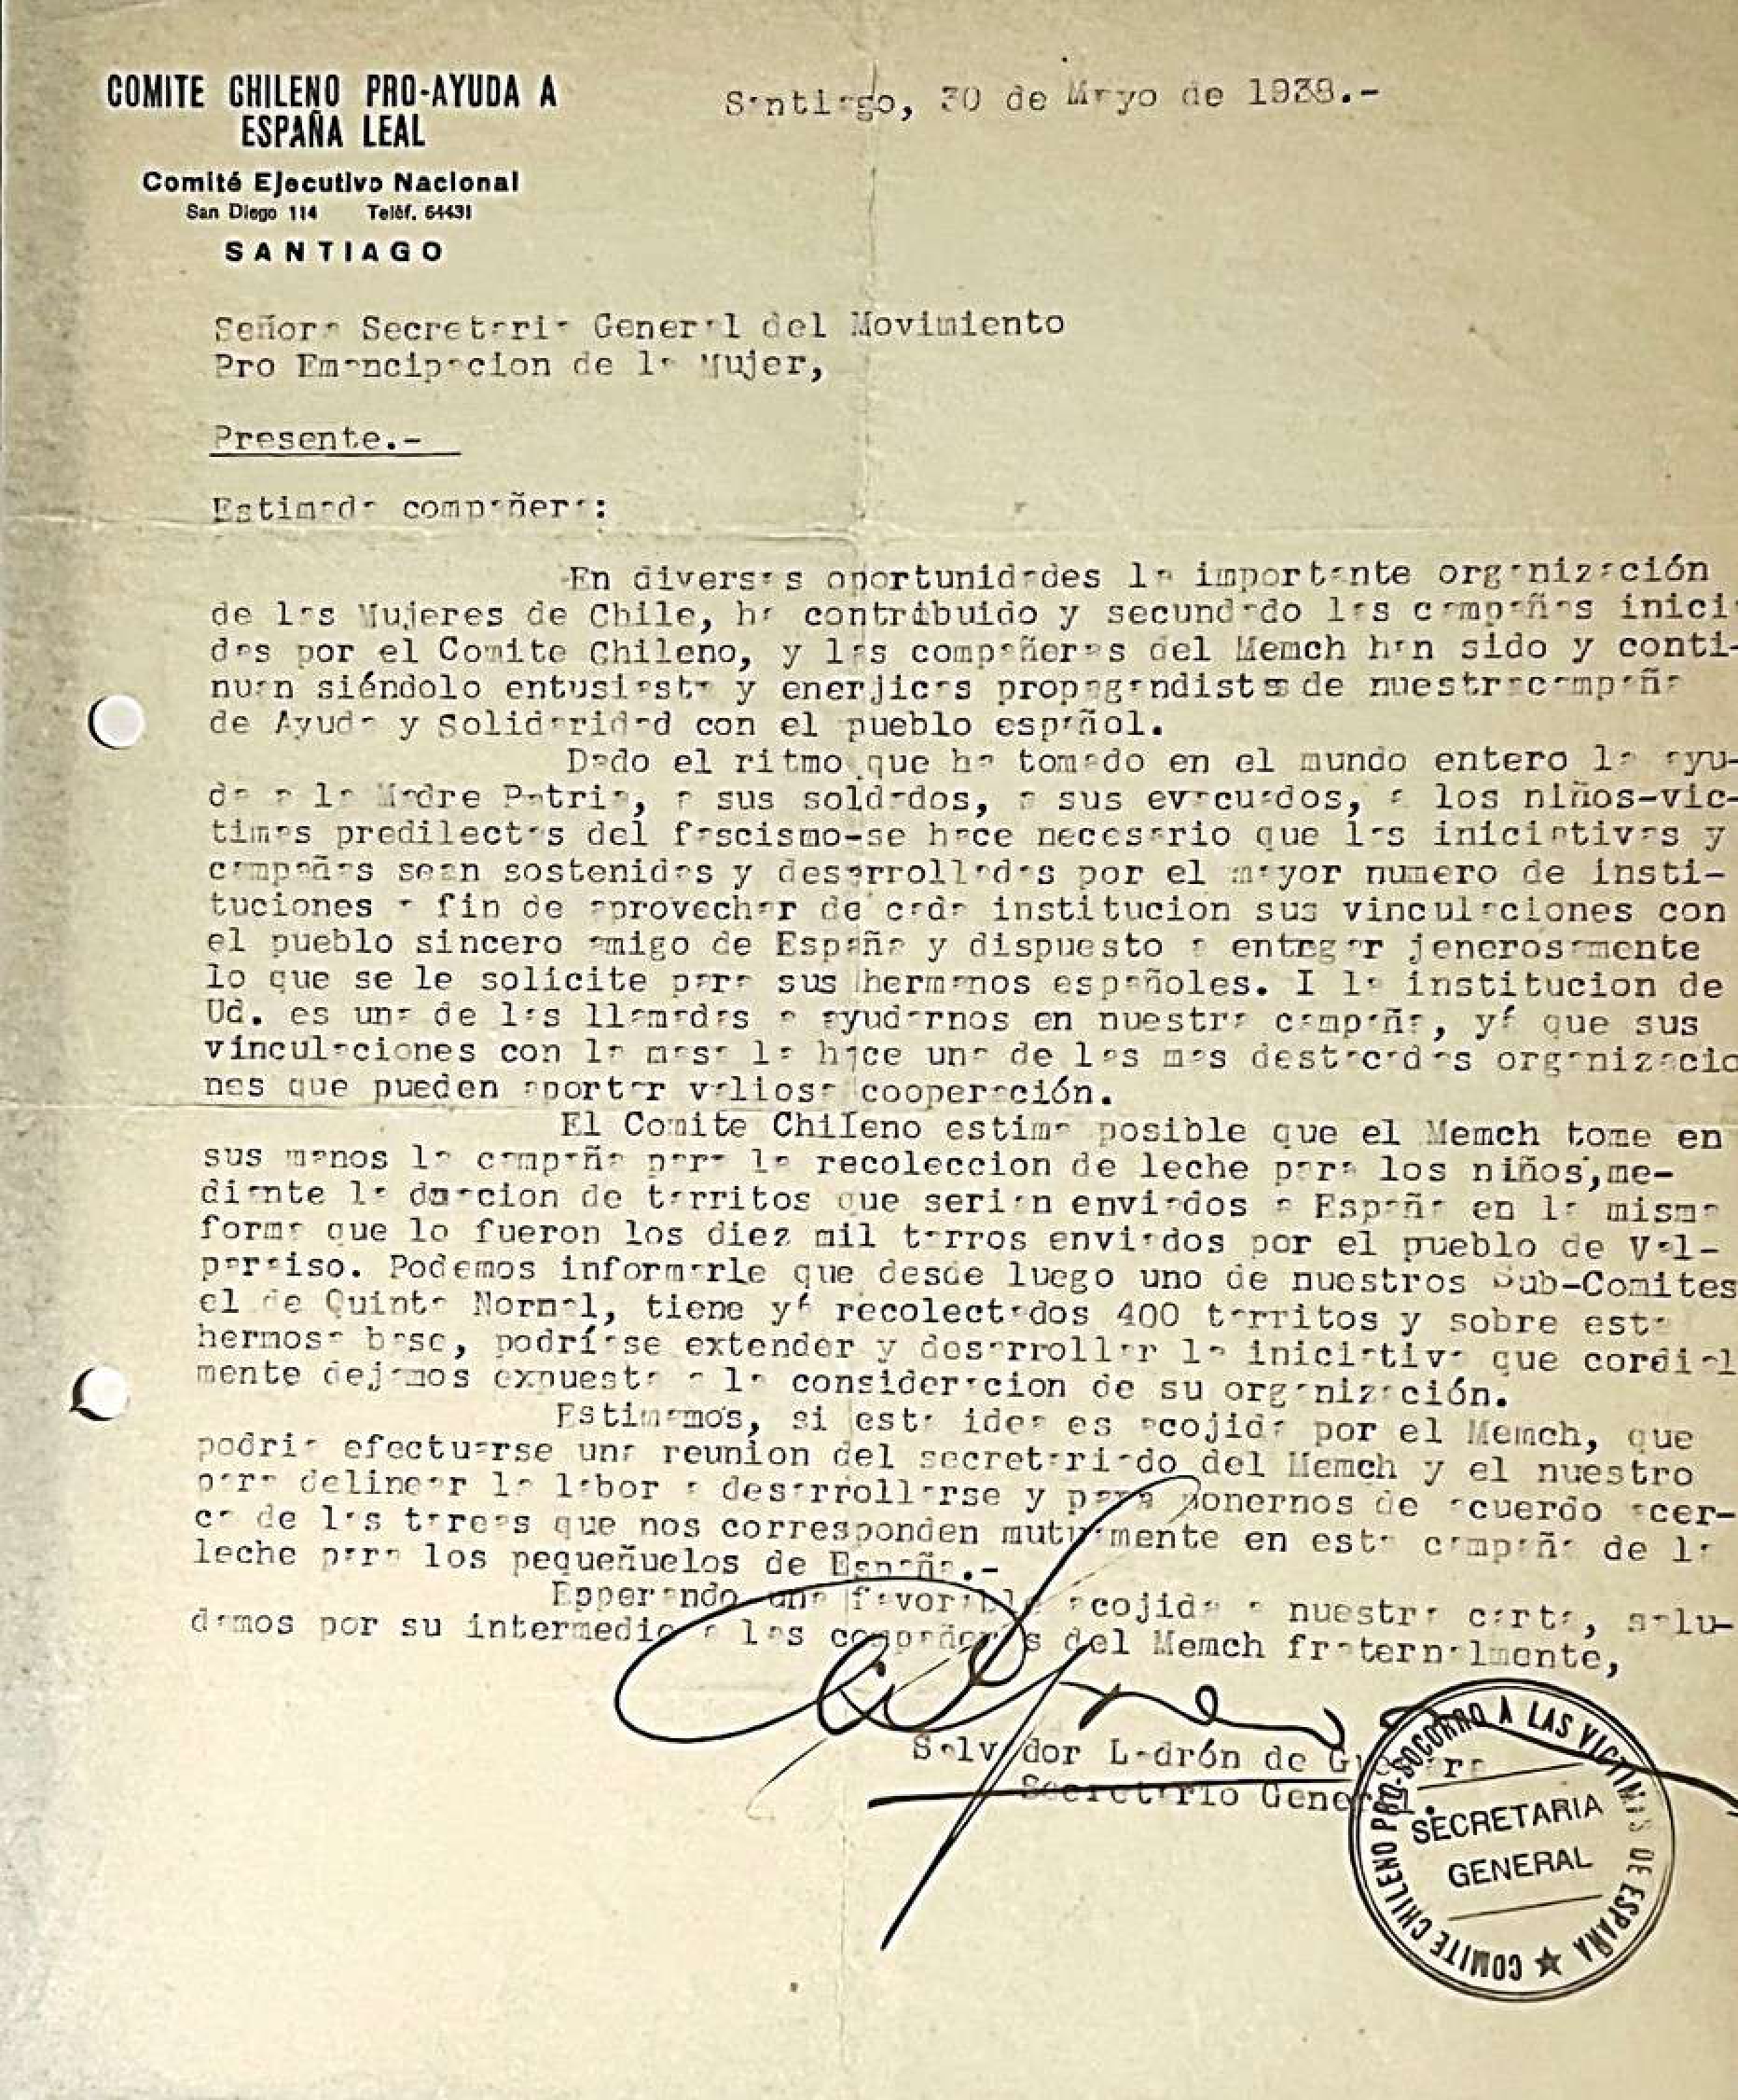 COMITE CHILENO PRO-AYUDA A
ESPAÑA LEAL
Comité Ejecutivo Nacional
San Diego 114 Teléf. 64431
SANTIAGO
Santiago, 30 de Mayo de 1938.-
Señora Secretaria General del Movimiento
Pro Emancipacion de la Mujer,
Presente.-
Estimada compañera:
En diversas oportunidades la importante organización
de las Mujeres de Chile, ha contribuido y secundado las campañas inicia
das por el Comite Chileno, y las compañeras del Memch han sido y conti-
nuan siéndolo entusiasta y enerjicas propagandistas de nuestra campaña
de Ayuda y Solidaridad con el pueblo español.
Dado el ritmo que ha tomado en el mundo entero la ayu-
da a la Madre Patria, a sus soldados, a sus evacuados, a los niños-vic-
timas predilectas del fascismo-se hace necesario que las iniciativas y
campañas sean sostenidas y desarrolladas por el mayor numero de insti-
tuciones a fin de aprovechar de cada institucion sus vinculaciones con
el pueblo sincero amigo de España y dispuesto a entegar jenerosamente
lo que se le solicite para sus hermanos españoles. I la institucion de
Ud. es una de las llamadas a ayudarnos en nuestra campaña, yá que sus
vinculaciones con la masa la hace una de las mas destacadas organizacio
nes que pueden aportar valiosa cooperación.
El Comite Chileno estima posible que el Memch tome en
sus manos la campaña para la recoleccion de leche para los niños, me-
diante la dacion de tarritos que serian enviados a España en la misma
forma que lo fueron los diez mil tarros enviados por el pueblo de Val-
paraiso. Podemos informarle que desde luego uno de nuestros Sub-Comites
el de Quinta Normal, tiene yá recolectados 400 tarritos y sobre esta
hermosa base, podríase extender y desarrollar la iniciativa que cordial
mente dejamos expuesta a la consideracion de su organización.
Estimamos, si esta idea es acojida por el Memch, que
podria efectuarse una reunion del secretariado del Memch y el nuestro
para delinear la labor a desarrollarse y para ponernos de acuerdo acer-
ca de las tareas que nos corresponden mutuamente en esta campaña de la
leche para los pequeñuelos de España.-
Epperando una favorable acojida a nuestra carta, salu-
damos por su intermedio a las compañeras del Memch fraternalmente,
Salvador Ladrón de Guevara
Secretario General.
COMITE CHILENO PRO-SOCORRO A LAS VICTIMAS DE ESPAÑA
SECRETARIA
GENERAL